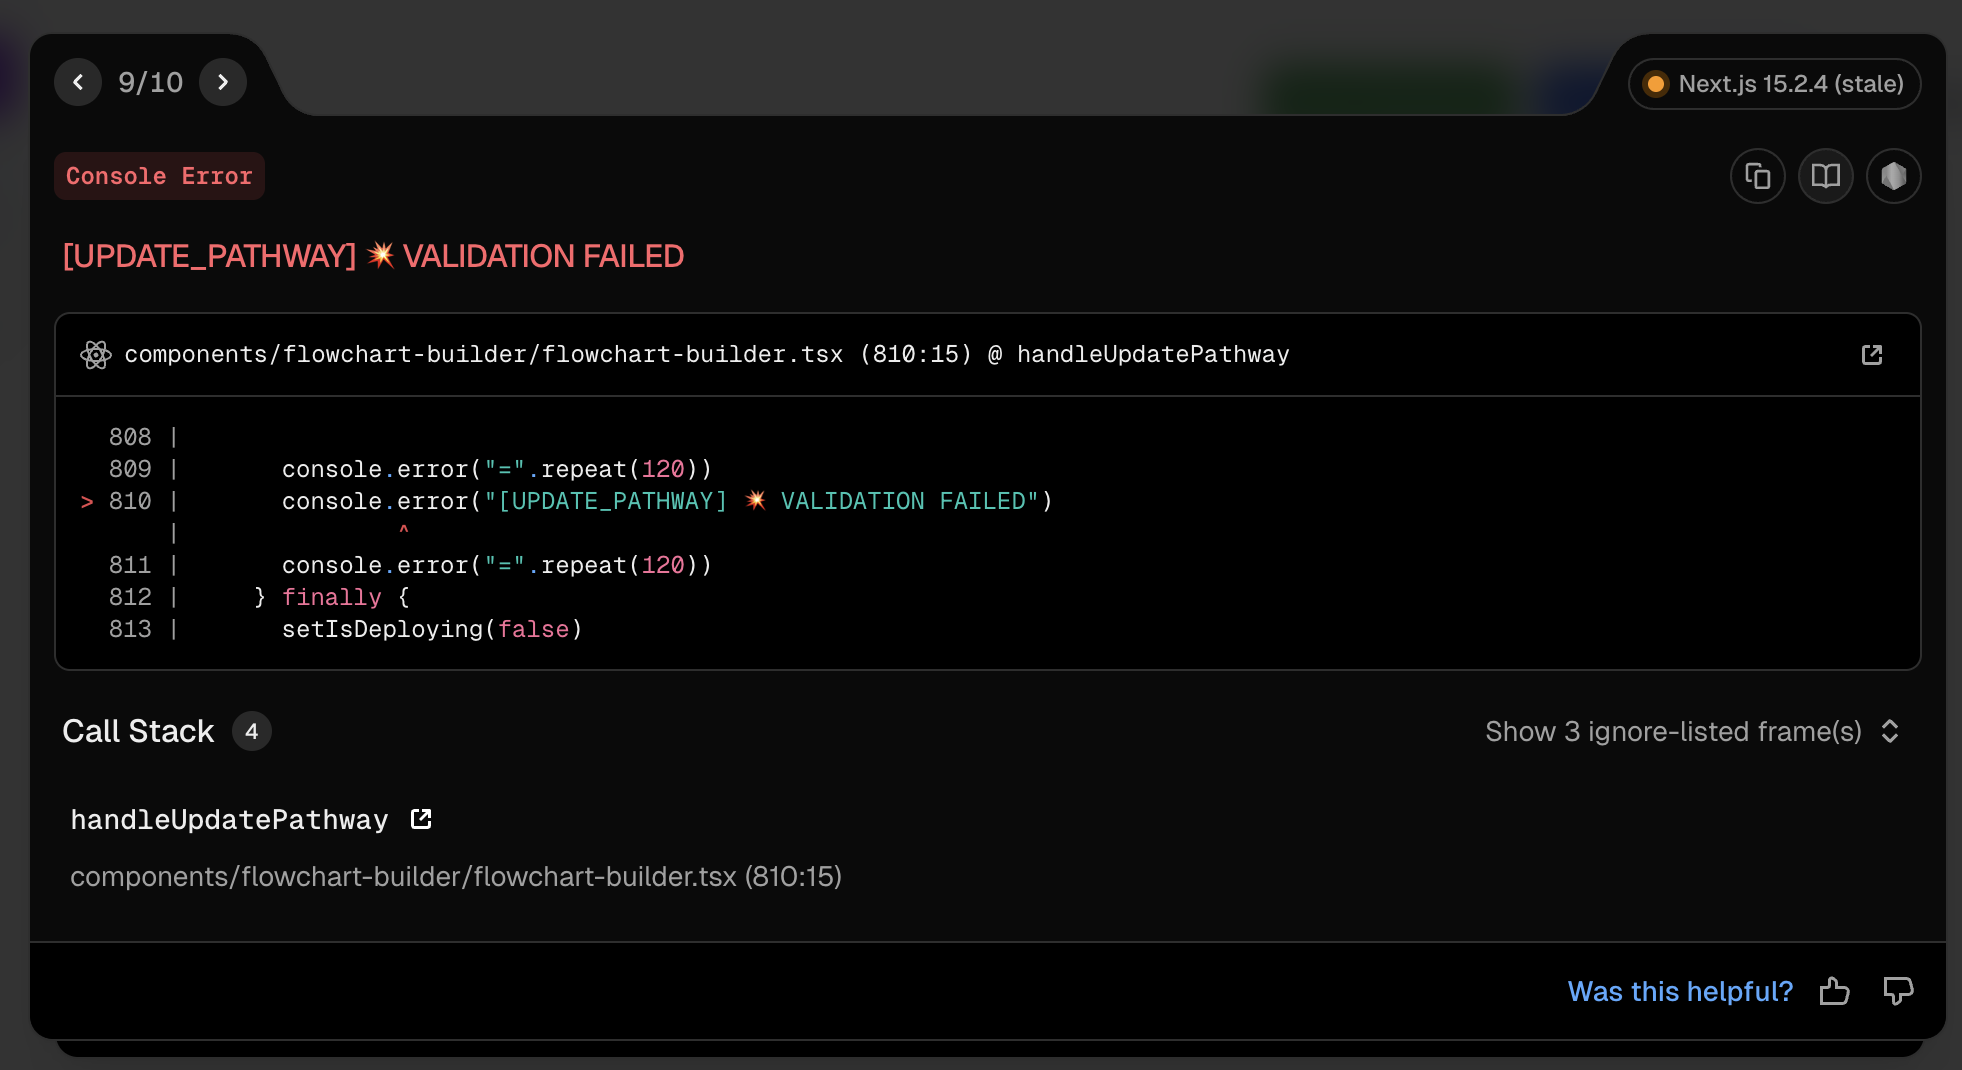 9/10
Next.js 15.2.4 (stale)
Console Error
[UPDATE_PATHWAY] 💥 VALIDATION FAILED
components/flowchart-builder/flowchart-builder.tsx (810:15) @ handleUpdatePathway
808 |
809 |       console.error("=".repeat(120))
> 810 |       console.error("[UPDATE_PATHWAY] 💥 VALIDATION FAILED")
|               ^
811 |       console.error("=".repeat(120))
812 |     } finally {
813 |       setIsDeploying(false)
Call Stack 4
Show 3 ignore-listed frame(s)
handleUpdatePathway
components/flowchart-builder/flowchart-builder.tsx (810:15)
Was this helpful?